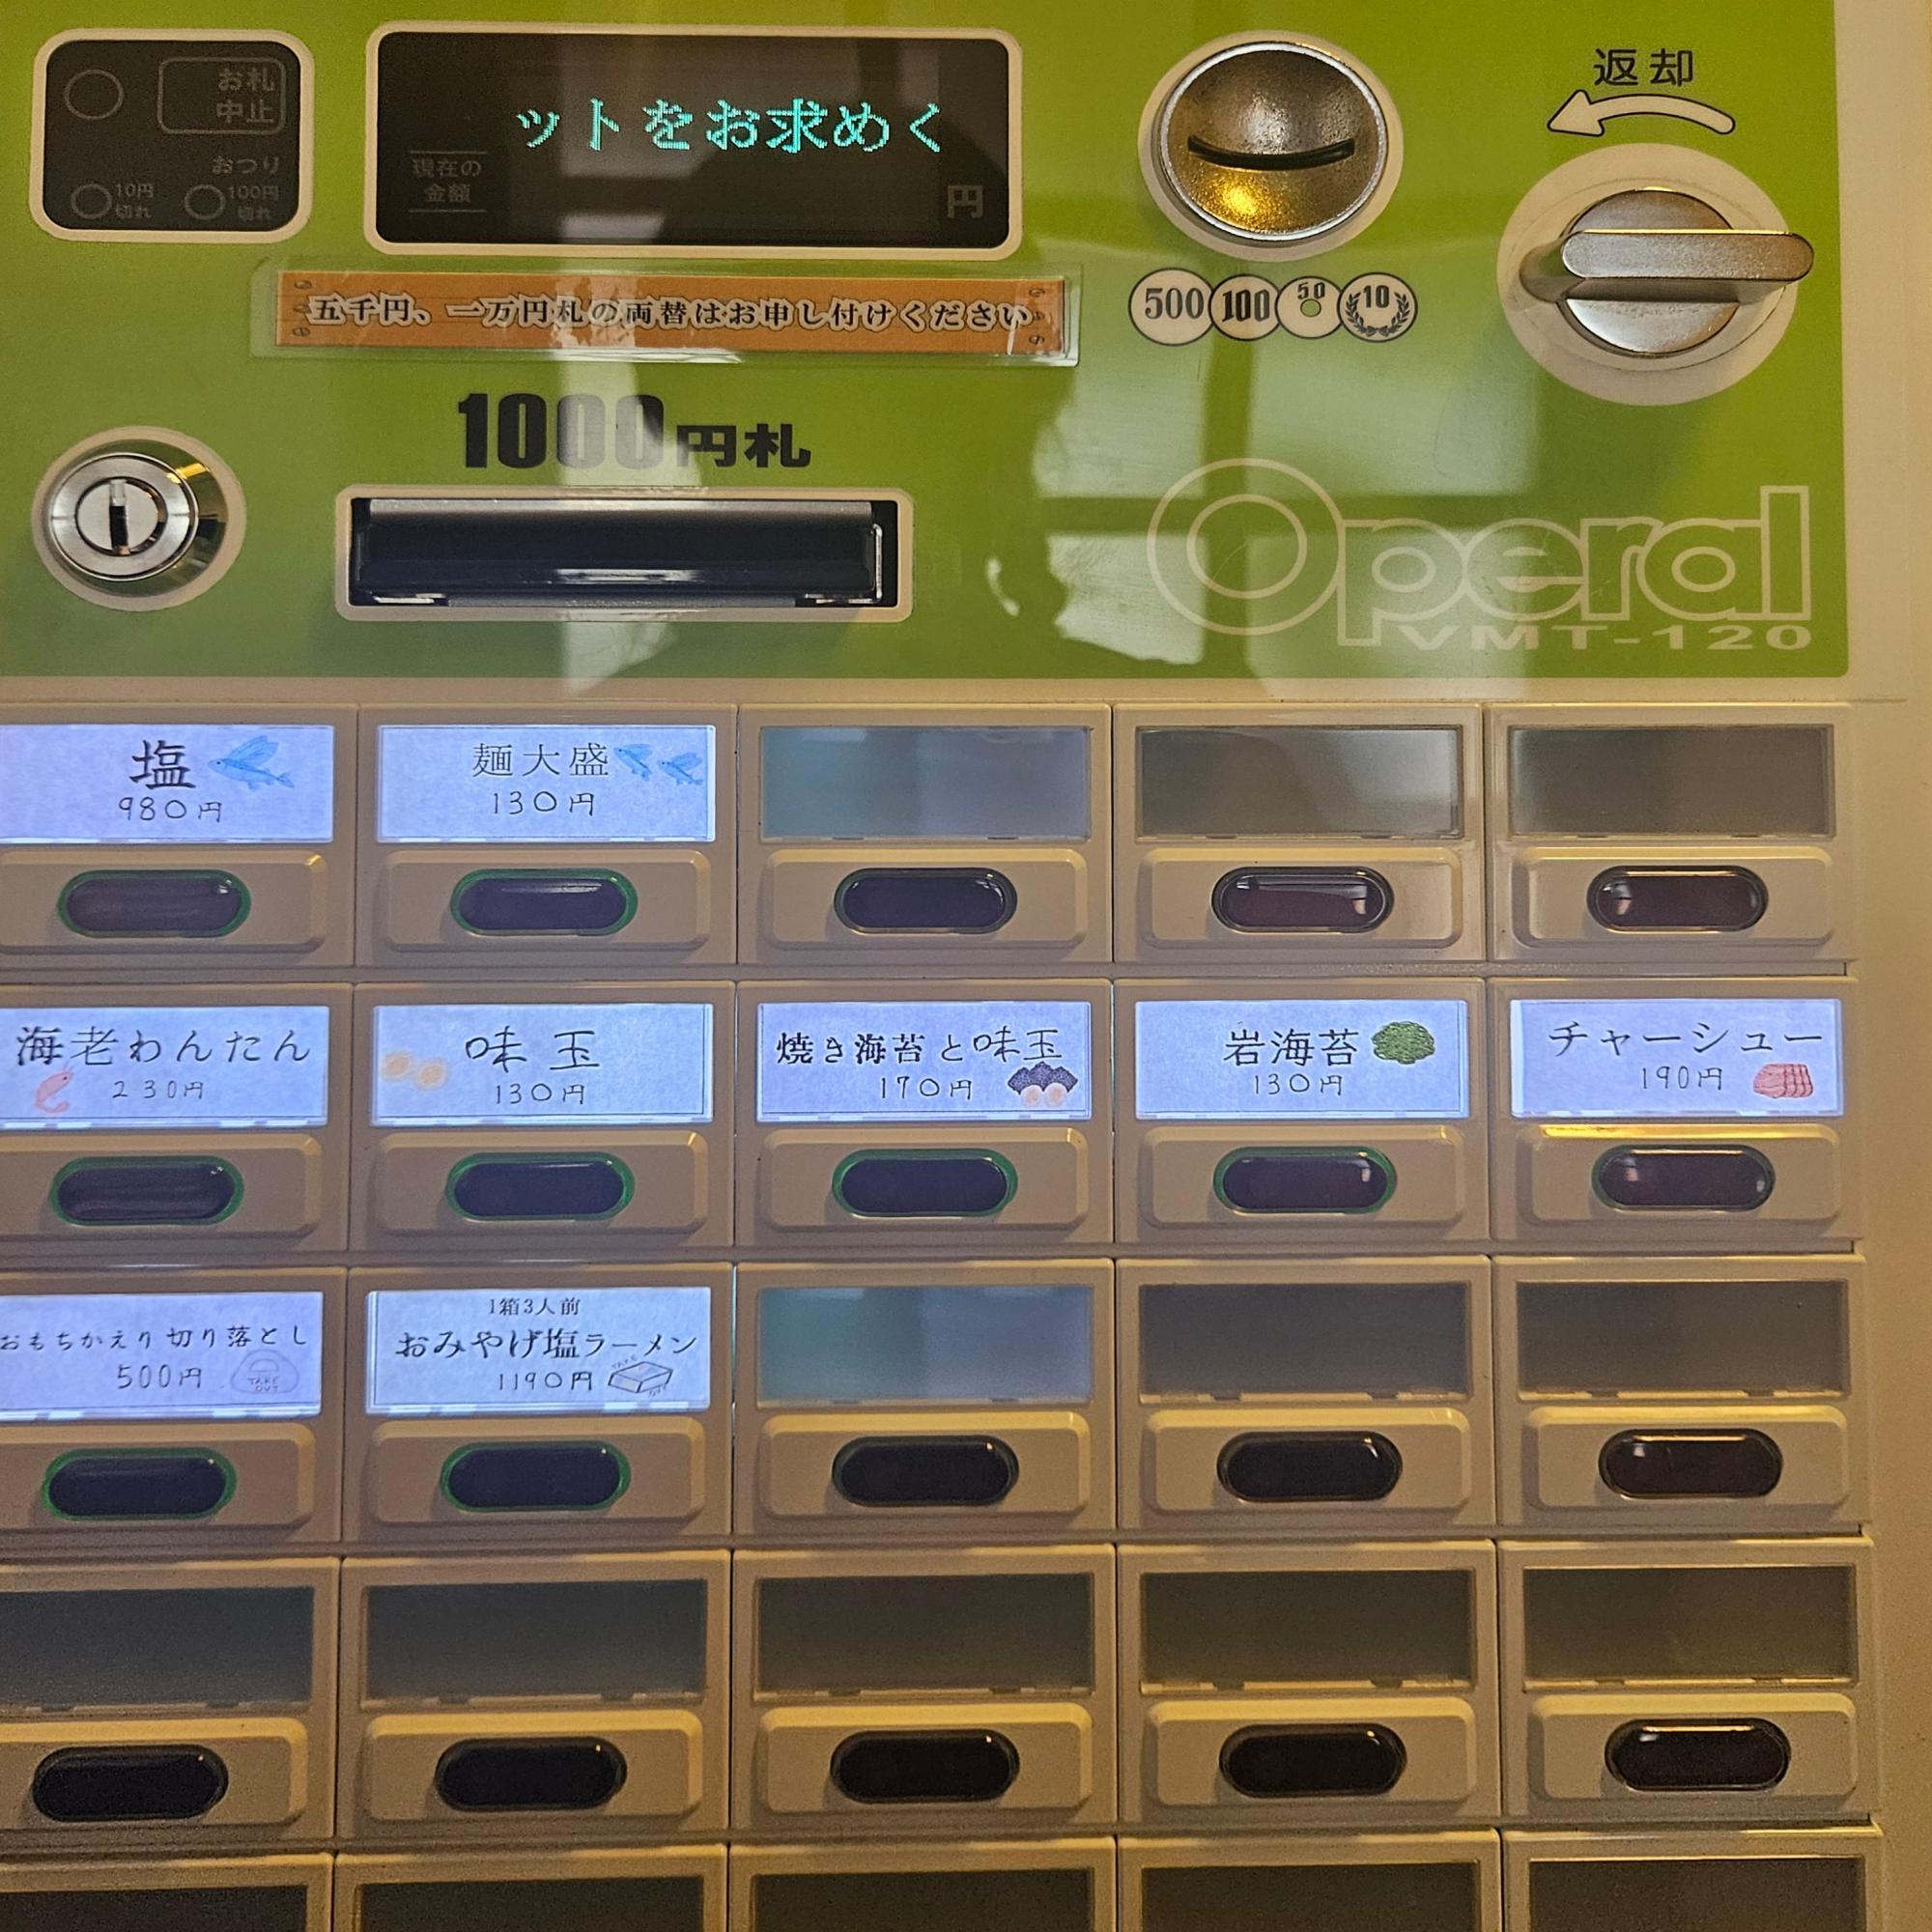 お札
中止
おつり
10円
切れ
100円
切れ
ットをお求めく
現在の
金額
円
返却
五千円、一万円札の両替はお申し付けください
500 100 50 10
1000円札
Operal
VMT-120
塩
980円
麺大盛
130円
海老わんたん
230円
味玉
130円
焼き海苔と味玉
170円
岩海苔
130円
チャーシュー
190円
おもちかえり切り落とし
500円
TAKE
OUT
1箱3人前
おみやげ塩ラーメン
1190円
TAKE
OUT